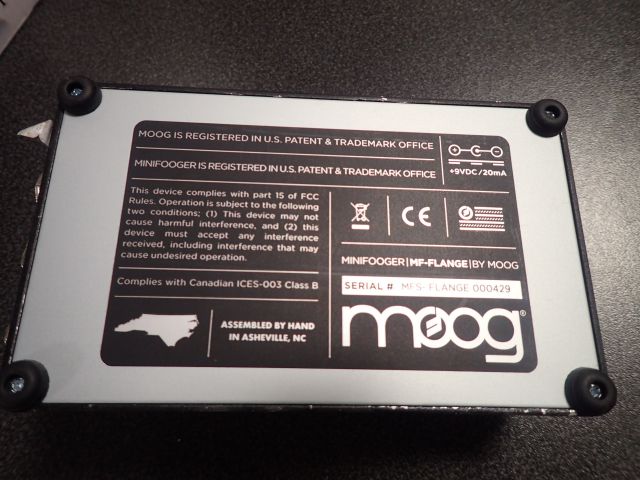 MOOG IS REGISTERED IN U.S. PATENT & TRADEMARK OFFICE
MINIFOOGER IS REGISTERED IN U.S. PATENT & TRADEMARK OFFICE
+9VDC/20mA
This device complies with part 15 of FCC
Rules. Operation is subject to the following
two conditions; (1) This device may not
cause harmful interference, and (2) this
device must accept any interference
received, including interference that may
cause undesired operation.
Complies with Canadian ICES-003 Class B
ASSEMBLED BY HAND
IN ASHEVILLE, NC
CE
MINIFOOGER|MF-FLANGE|BY MOOG
SERIAL # MFS- FLANGE 000429
moog®